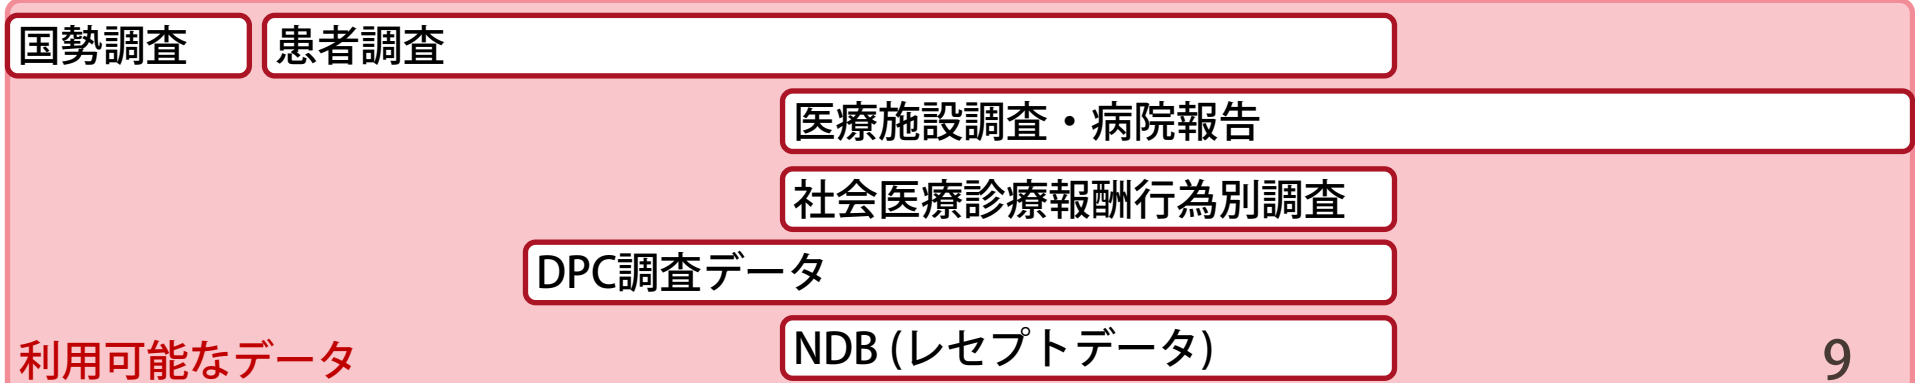 国勢調査
患者調査
医療施設調査・病院報告
社会医療診療報酬行為別調査
DPC調査データ
NDB (レセプトデータ)
利用可能なデータ
9